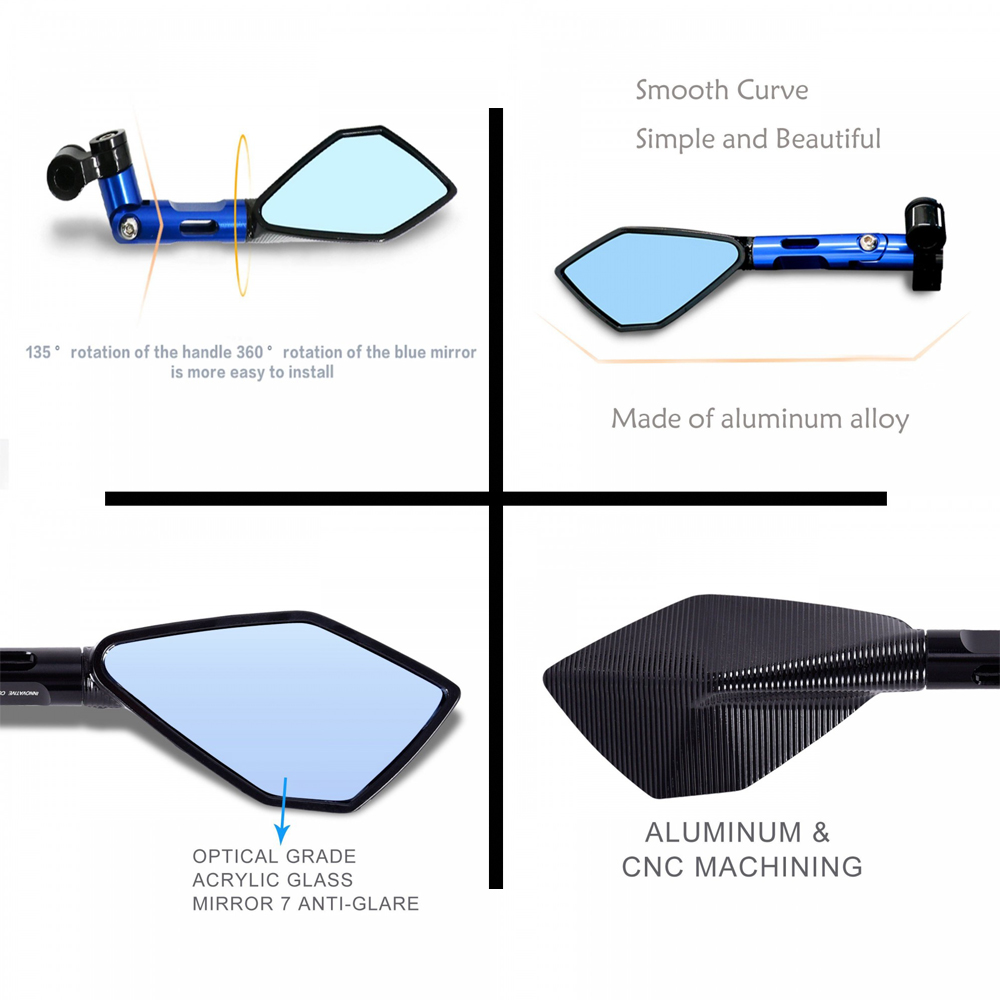 Smooth Curve
Simple and Beautiful
135° rotation of the handle 360° rotation of the blue mirror
is more easy to install
Made of aluminum alloy
INNOVATIVE
OPTICAL GRADE
ACRYLIC GLASS
MIRROR 7 ANTI-GLARE
ALUMINUM &
CNC MACHINING